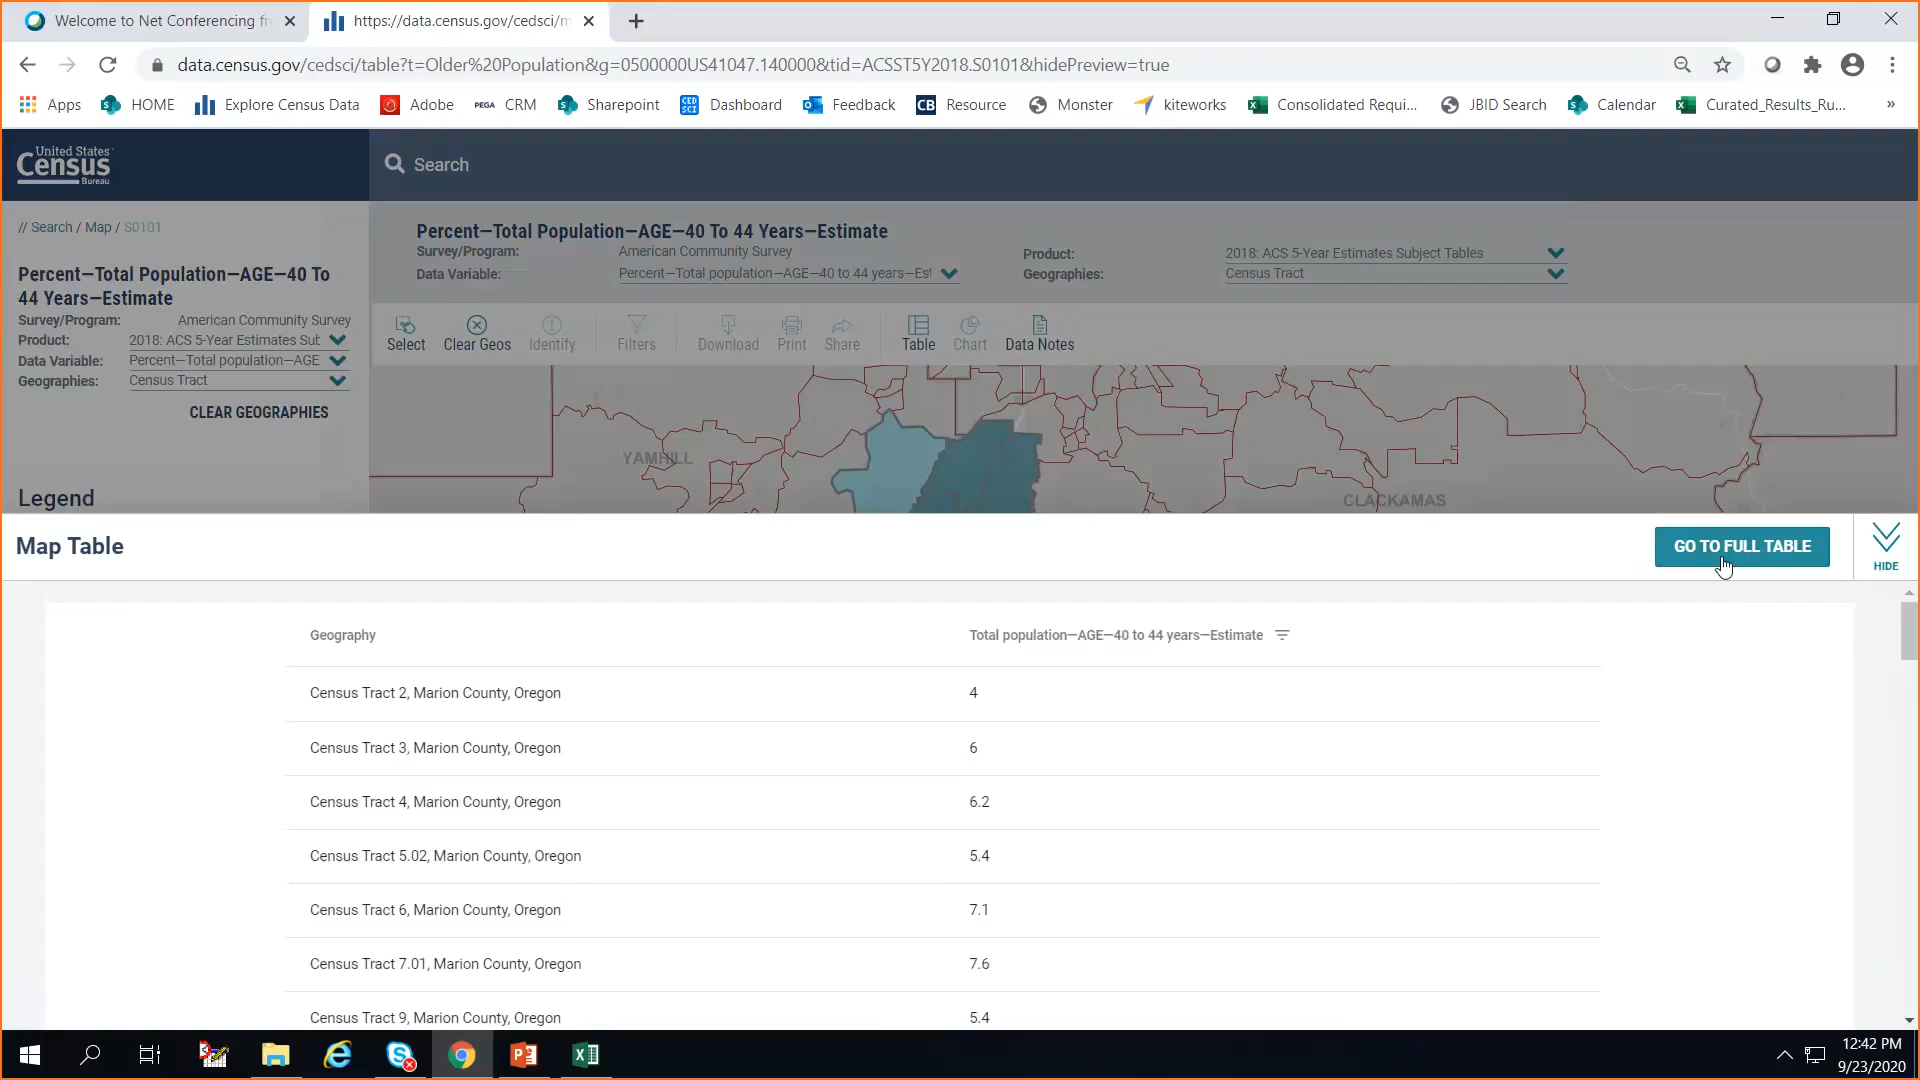 Welcome to Net Conferencing fr
https://data.census.gov/cedsci/m
data.census.gov/cedsci/table?t=Older%20Population&g=0500000US41047.140000&tid=ACSST5Y2018.S0101&hidePreview=true
Apps
HOME
Explore Census Data
Adobe
PEGA CRM
Sharepoint
CED SCI Dashboard
Feedback
CB Resource
Monster
kiteworks
Consolidated Requi...
JBID Search
Calendar
Curated_Results_Ru...
»
United States
Census
Bureau
Search
// Search / Map / S0101
Percent—Total Population—AGE—40 To
44 Years—Estimate
Survey/Program: American Community Survey
Product: 2018: ACS 5-Year Estimates Sub
Data Variable: Percent—Total population—AGE
Geographies: Census Tract
CLEAR GEOGRAPHIES
Legend
Percent—Total Population—AGE—40 To 44 Years—Estimate
Survey/Program: American Community Survey
Data Variable: Percent—Total population—AGE—40 to 44 years—Est
Product: 2018: ACS 5-Year Estimates Subject Tables
Geographies: Census Tract
Select
Clear Geos
Identify
Filters
Download
Print
Share
Table
Chart
Data Notes
YAMHILL
CLACKAMAS
Map Table
GO TO FULL TABLE
HIDE
Geography Total population—AGE—40 to 44 years—Estimate
Census Tract 2, Marion County, Oregon 4
Census Tract 3, Marion County, Oregon 6
Census Tract 4, Marion County, Oregon 6.2
Census Tract 5.02, Marion County, Oregon 5.4
Census Tract 6, Marion County, Oregon 7.1
Census Tract 7.01, Marion County, Oregon 7.6
Census Tract 9, Marion County, Oregon 5.4
12:42 PM
9/23/2020